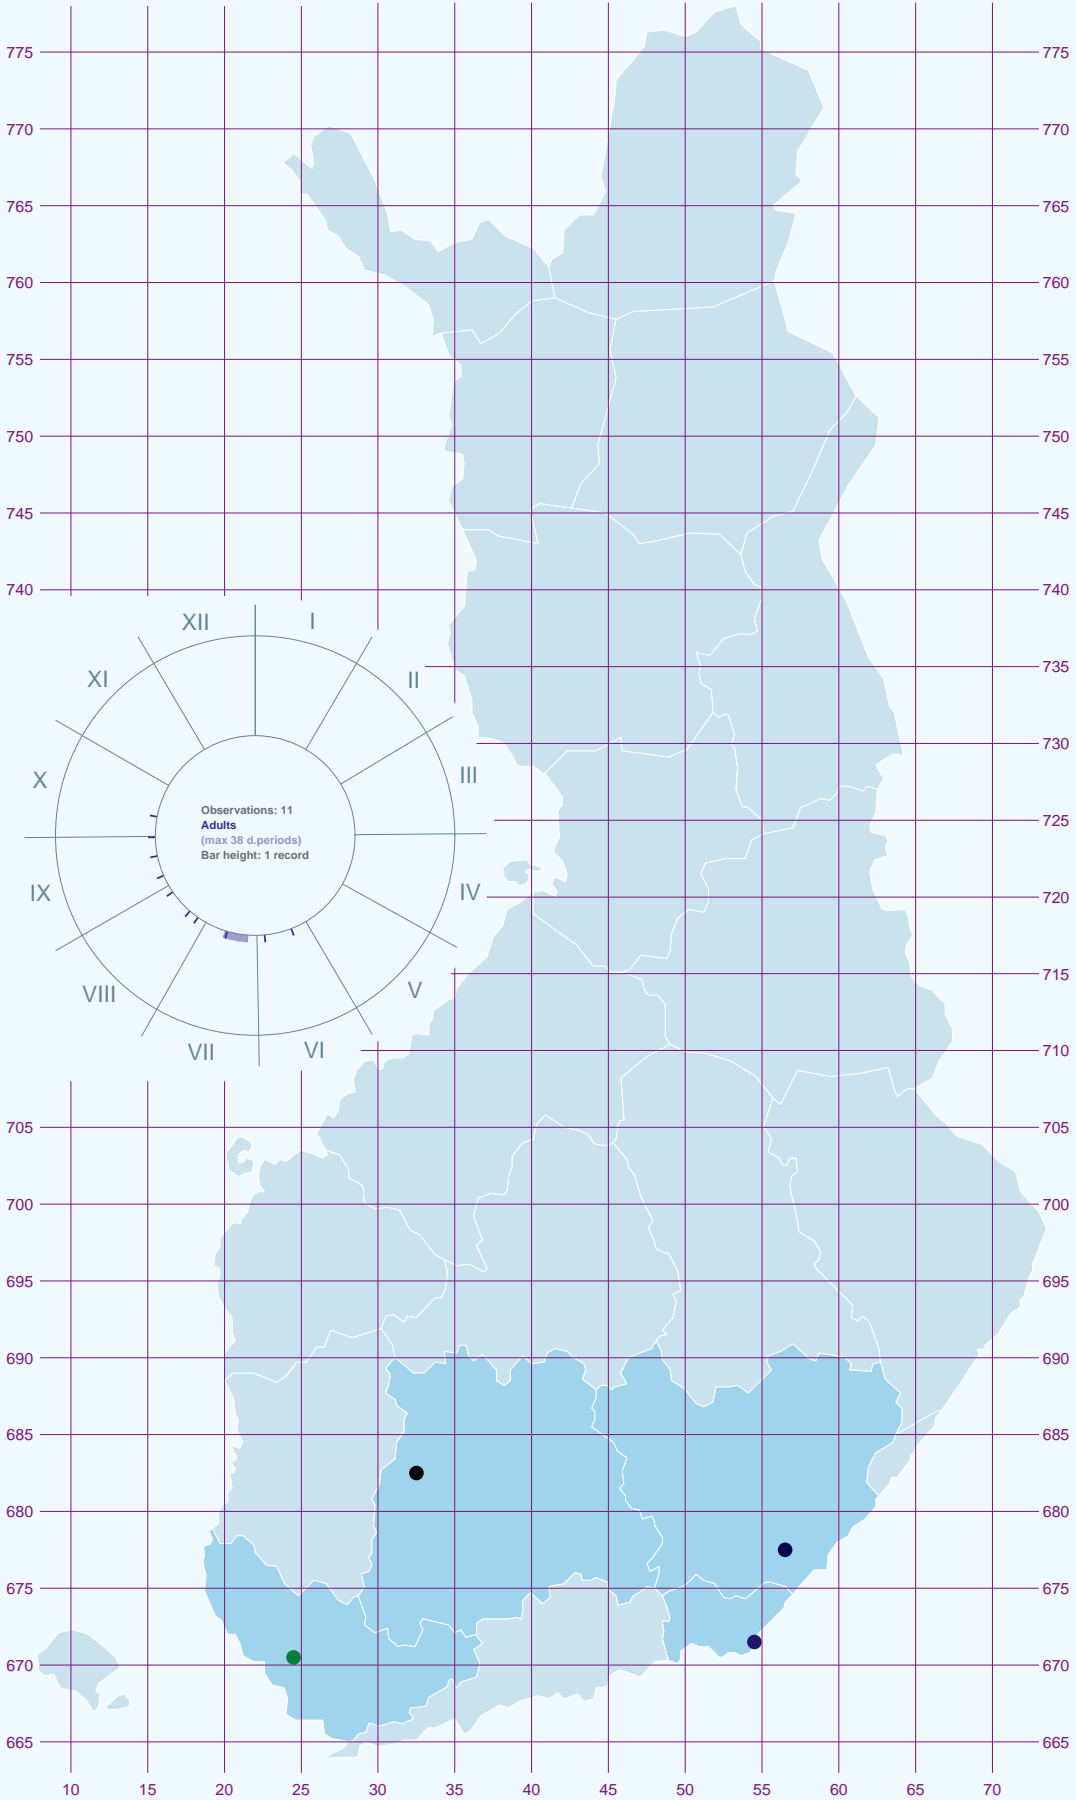 775 775
770 770
765 765
760 760
755 755
750 750
745 745
740 740
XII I
XI II
735
730
X III
Observations: 11
Adults
(max 38 d.periods)
Bar height: 1 record
725
IX IV
720
715
VIII V
VII VI
710
705 705
700 700
695 695
690 690
685 685
680 680
675 675
670 670
665 665
10 15 20 25 30 35 40 45 50 55 60 65 70